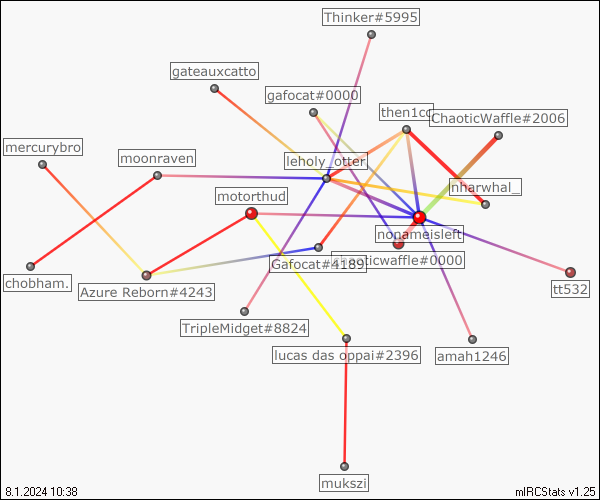 Thinker#5995
gateauxcatto
gafocat#0000
then1cc
ChaoticWaffle#2006
mercurybro
moonraven
leholy_otter
nharwhal_
motorthud
nonameisleft
Gafocat#4189
chaoticwaffle#0000
chobham.
Azure Reborn#4243
tt532
TripleMidget#8824
lucas das oppai#2396
amah1246
mukszi
8.1.2024 10:38
mIRCStats v1.25